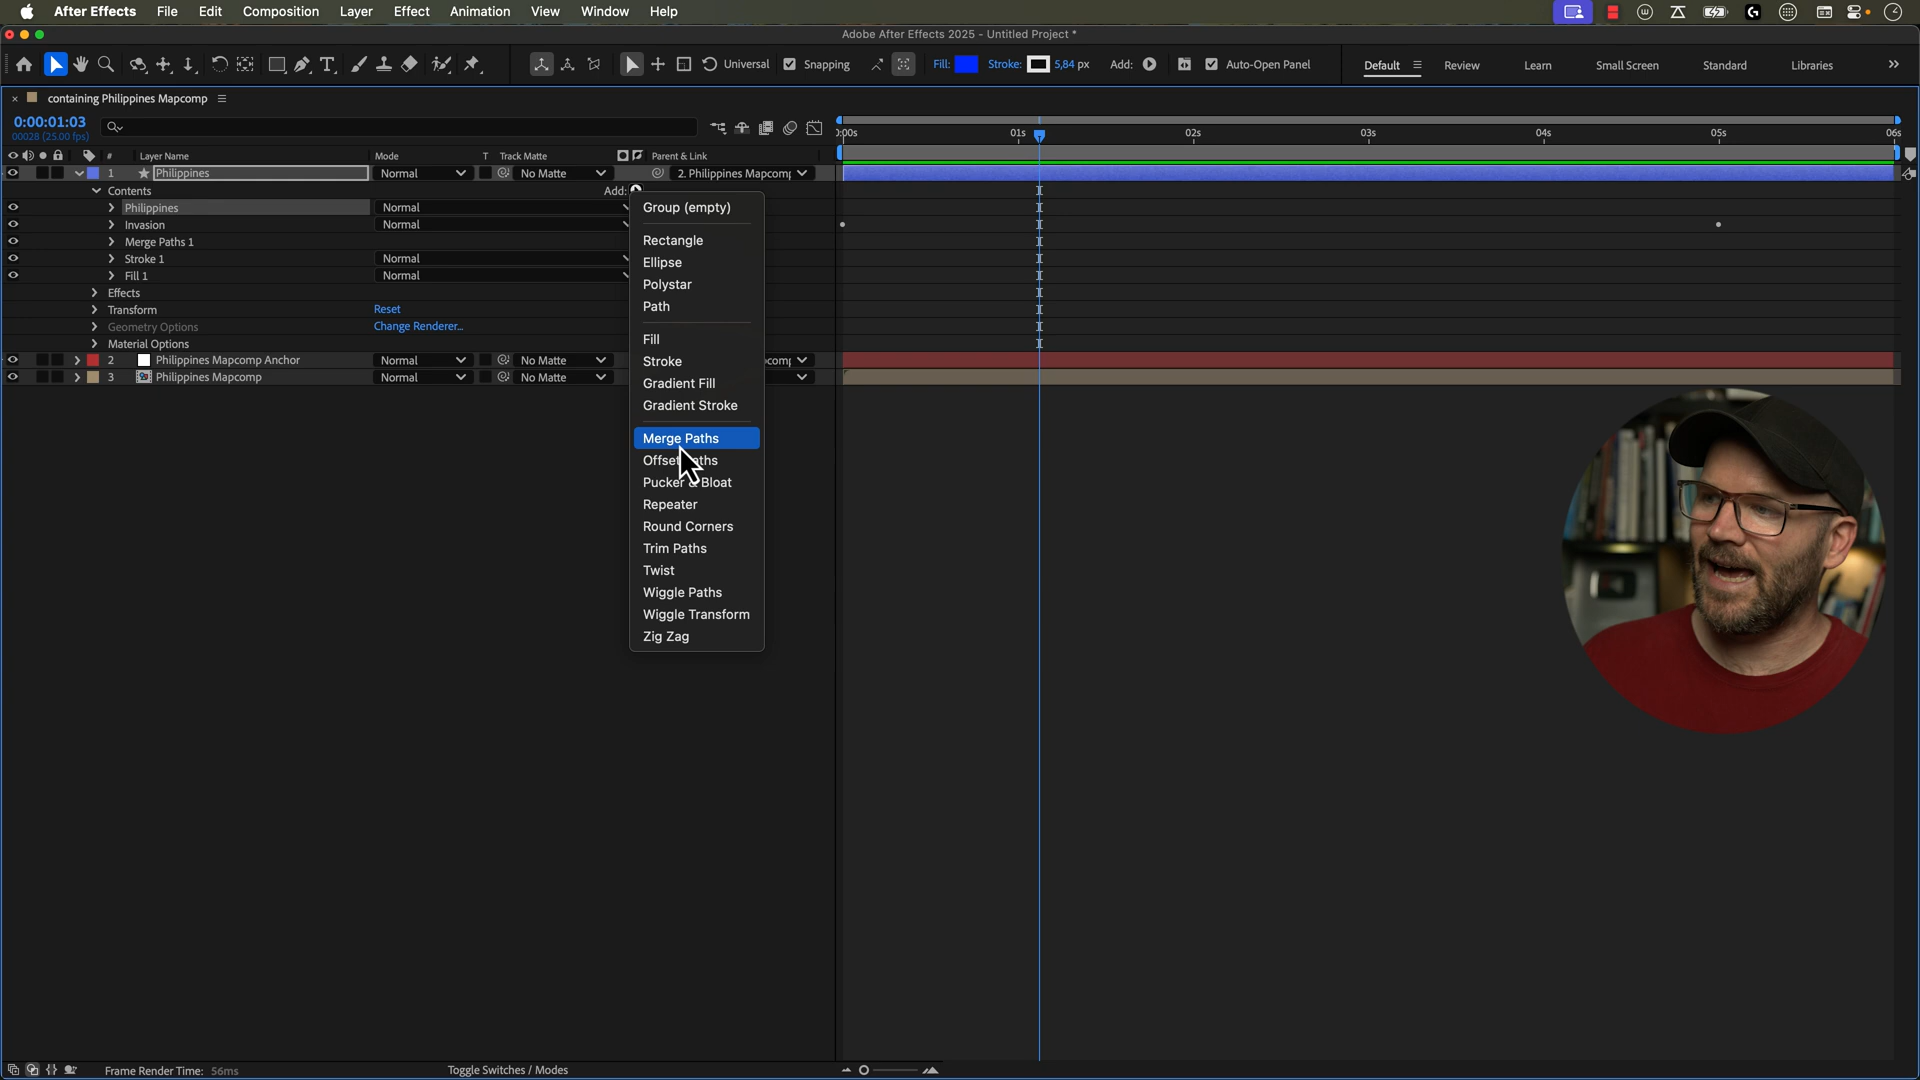 After Effects File Edit Composition Layer Effect Animation View Window Help
Adobe After Effects 2025 - Untitled Project *
Universal Snapping Fill: Stroke: 5,84 px Add: Auto-Open Panel Default Review Learn Small Screen Standard Libraries
× containing Philippines Mapcomp
0:00:01:03
00028 (25.00 fps)
:00s 01s 02s 03s 04s 05s 06s
# Layer Name Mode T Track Matte Parent & Link
1 Philippines Normal No Matte 2. Philippines Mapcomp
Contents Add:
Philippines Normal
Invasion Normal
Merge Paths 1
Stroke 1 Normal
Fill 1 Normal
Effects
Transform Reset
Geometry Options Change Renderer...
Material Options
2 Philippines Mapcomp Anchor Normal No Matte
3 Philippines Mapcomp Normal No Matte
Group (empty)
Rectangle
Ellipse
Polystar
Path
Fill
Stroke
Gradient Fill
Gradient Stroke
Merge Paths
Offset Paths
Pucker & Bloat
Repeater
Round Corners
Trim Paths
Twist
Wiggle Paths
Wiggle Transform
Zig Zag
Frame Render Time: 56ms Toggle Switches / Modes